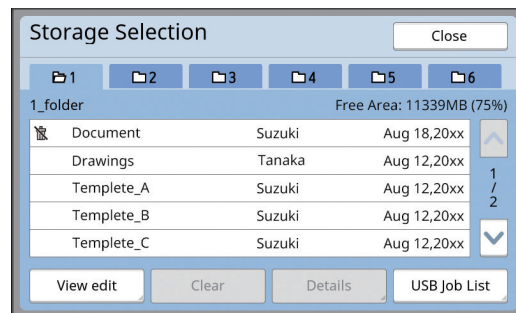 Storage Selection Close
1 2 3 4 5 6
1_folder Free Area: 11339MB (75%)
Document Suzuki Aug 18,20xx
Drawings Tanaka Aug 12,20xx
Templete_A Suzuki Aug 12,20xx
Templete_B Suzuki Aug 12,20xx
Templete_C Suzuki Aug 12,20xx
1
/
2
View edit Clear Details USB Job List